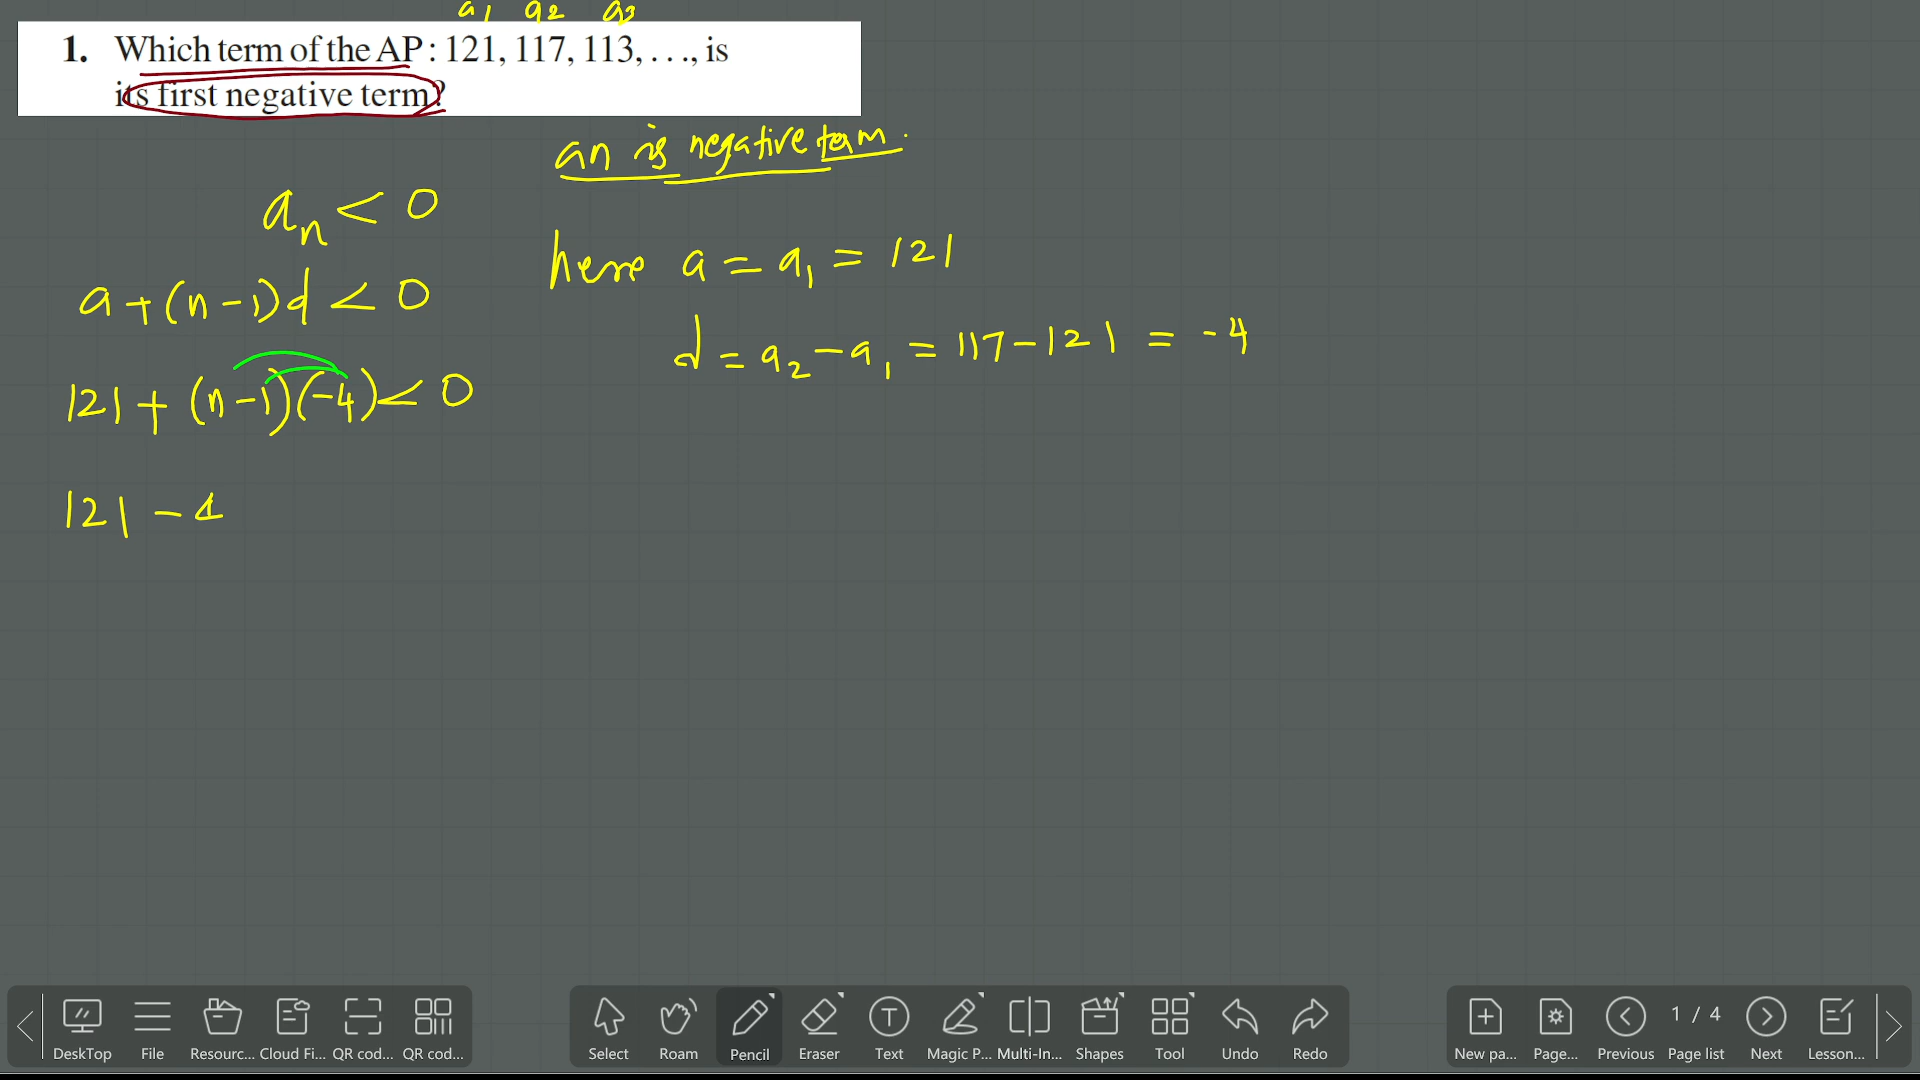 a1 a2 a3
1. Which term of the AP : 121, 117, 113, . . ., is
its first negative term?
an is negative term.
an < 0
here a = a1 = 121
a + (n - 1)d < 0
d = a2 - a1 = 117 - 121 = -4
121 + (n - 1)(-4) < 0
121 - 4
DeskTop File Resourc... Cloud Fi... QR cod... QR cod... Select Roam Pencil Eraser Text Magic P... Multi-In... Shapes Tool Undo Redo New pa... Page... Previous 1 / 4 Page list Next Lesson...